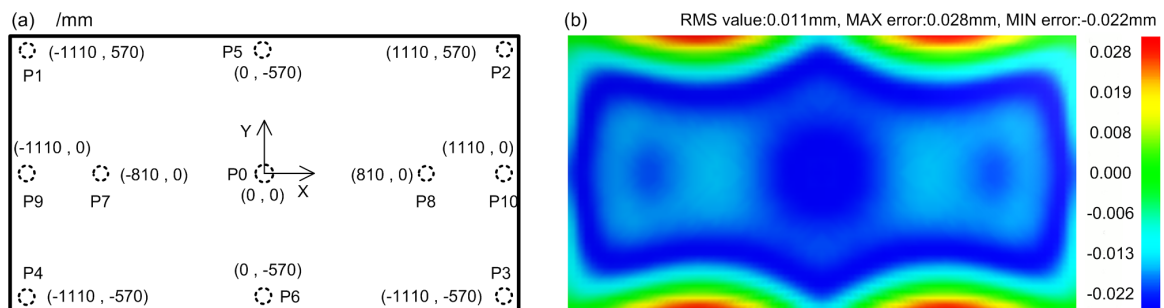 (a) /mm
(-1110 , 570) P5 (1110 , 570)
P1 (0 , -570) P2
Y
(-1110 , 0) (1110 , 0)
P0 (-810 , 0) (810 , 0)
X
P9 P7 (0 , 0) P8 P10
P4 (0 , -570) P3
(-1110 , -570) P6 (-1110 , -570)
(b) RMS value:0.011mm, MAX error:0.028mm, MIN error:-0.022mm
0.028
0.019
0.008
0.000
-0.006
-0.013
-0.022